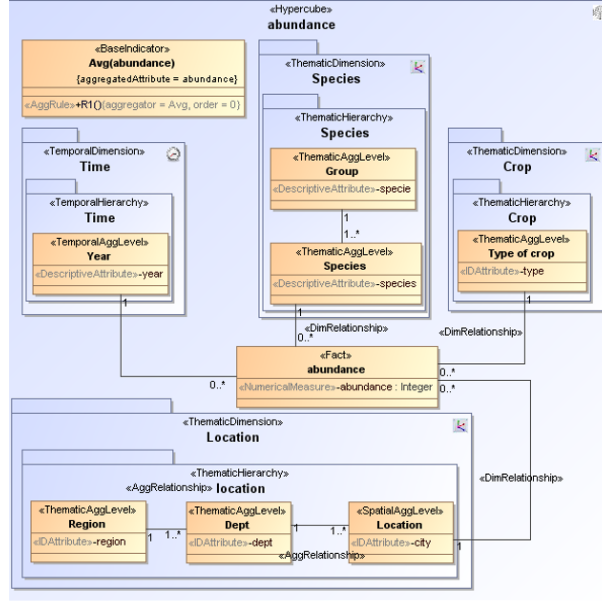 «Hypercube»
abundance
«BaseIndicator»
Avg(abundance)
{aggregatedAttribute = abundance}
«AggRule»+R1(){aggregator = Avg, order = 0}
«ThematicDimension»
Species
«ThematicHierarchy»
Species
«ThematicAggLevel»
Group
«DescriptiveAttribute»-specie
1
1..*
«ThematicAggLevel»
Species
«DescriptiveAttribute»-species
1
«TemporalDimension»
Time
«TemporalHierarchy»
Time
«TemporalAggLevel»
Year
«DescriptiveAttribute»-year
1
«ThematicDimension»
Crop
«ThematicHierarchy»
Crop
«ThematicAggLevel»
Type of crop
«IDAttribute»-type
1
«DimRelationship»
«DimRelationship»
0..*
«Fact»
abundance
«NumericalMeasure»-abundance : Integer
0..*
0..*
0..*
«ThematicDimension»
Location
«ThematicHierarchy»
location
«AggRelationship»
«DimRelationship»
«ThematicAggLevel»
Region
«IDAttribute»-region
1
1..*
«ThematicAggLevel»
Dept
«IDAttribute»-dept
1
1..*
«SpatialAggLevel»
Location
«IDAttribute»-city
1
«AggRelationship»